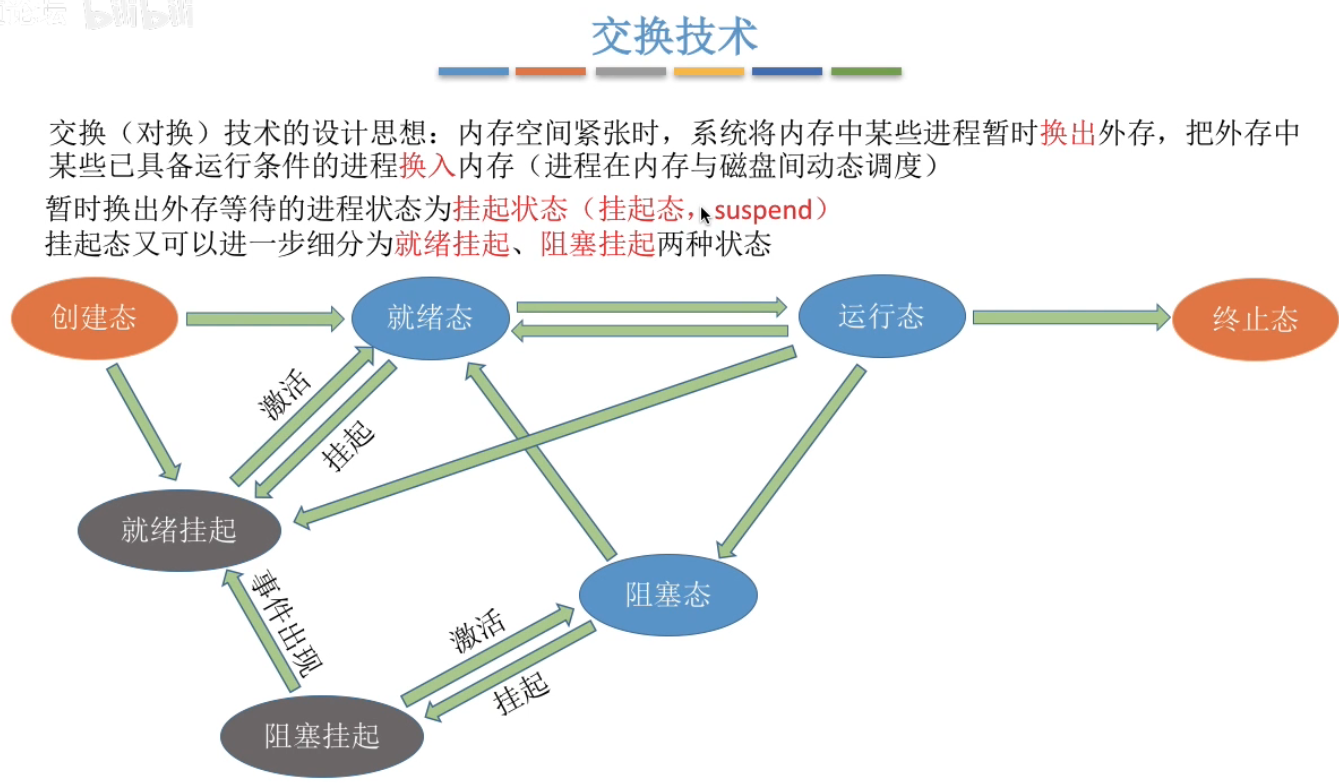 交换技术
交换（对换）技术的设计思想：内存空间紧张时，系统将内存中某些进程暂时换出外存，把外存中
某些已具备运行条件的进程换入内存（进程在内存与磁盘间动态调度）
暂时换出外存等待的进程状态为挂起状态（挂起态，suspend）
挂起态又可以进一步细分为就绪挂起、阻塞挂起两种状态
创建态
就绪态
运行态
终止态
激活
挂起
就绪挂起
事件出现
阻塞态
激活
挂起
阻塞挂起